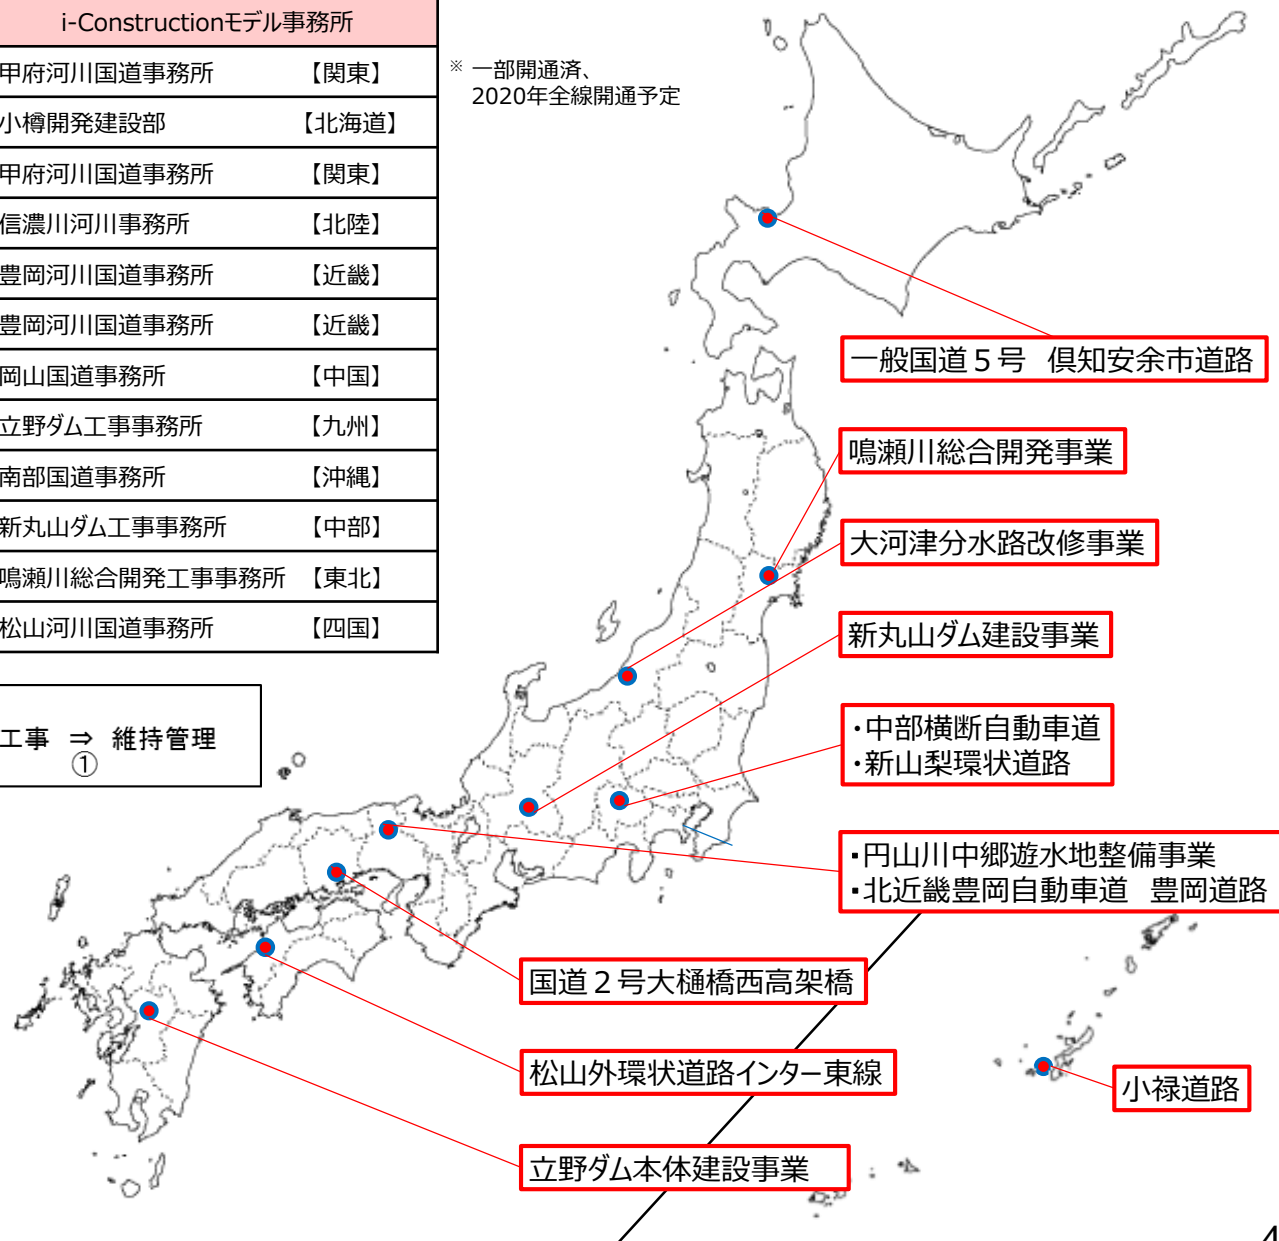 i-Constructionモデル事務所
甲府河川国道事務所 【関東】
小樽開発建設部 【北海道】
甲府河川国道事務所 【関東】
信濃川河川事務所 【北陸】
豊岡河川国道事務所 【近畿】
豊岡河川国道事務所 【近畿】
岡山国道事務所 【中国】
立野ダム工事事務所 【九州】
南部国道事務所 【沖縄】
新丸山ダム工事事務所 【中部】
鳴瀬川総合開発工事事務所 【東北】
松山河川国道事務所 【四国】
※ 一部開通済、
2020年全線開通予定
工事 ⇒ 維持管理
①
一般国道5号 倶知安余市道路
鳴瀬川総合開発事業
大河津分水路改修事業
新丸山ダム建設事業
・中部横断自動車道
・新山梨環状道路
・円山川中郷遊水地整備事業
・北近畿豊岡自動車道 豊岡道路
国道2号大樋橋西高架橋
松山外環状道路インター東線
小禄道路
立野ダム本体建設事業
4